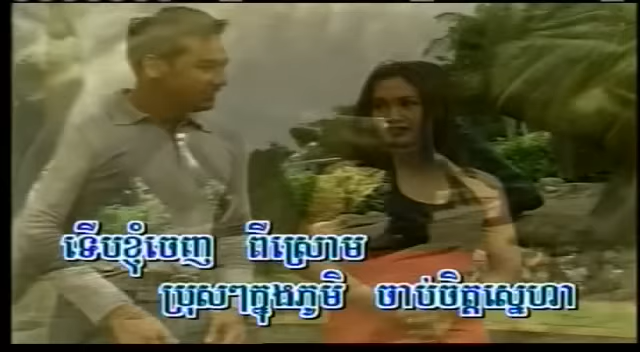 ទើបខ្ញុំចេញ ពីស្រោម
ប្រុសៗក្នុងភូមិ ចាប់ចិត្តស្នេហា